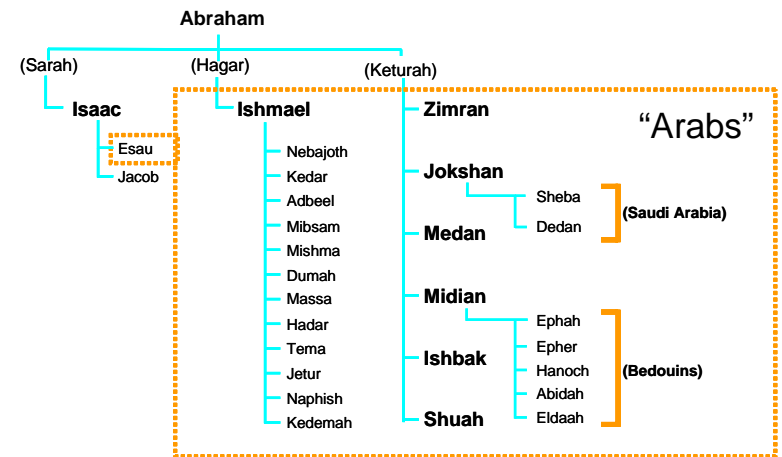 Abraham
(Sarah)
(Hagar)
(Keturah)
Isaac
Esau
Jacob
Ishmael
Nebajoth
Kedar
Adbeel
Mibsam
Mishma
Dumah
Massa
Hadar
Tema
Jetur
Naphish
Kedemah
Zimran
Jokshan
Sheba
Dedan
(Saudi Arabia)
Medan
Midian
Ephah
Epher
Hanoch
Abidah
Eldaah
(Bedouins)
Ishbak
Shuah
“Arabs”